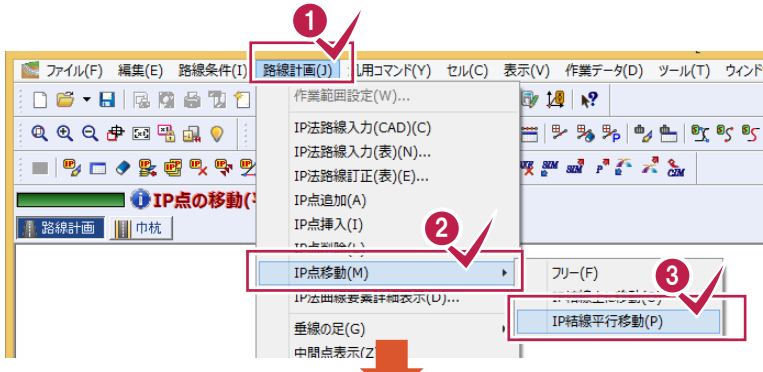 1
ファイル(F) 編集(E) 路線条件(I) 路線計画(J) 汎用コマンド(Y) セル(C) 表示(V) 作業データ(D) ツール(T) ウィンド
作業範囲設定(W)...
IP法路線入力(CAD)(C)
IP法路線入力(表)(N)...
IP法路線訂正(表)(E)...
IP点の移動(
IP点追加(A)
路線計画 巾杭
IP点挿入(I)
2
IP点削除(L)
IP点移動(M)
フリー(F)
3
IP法曲線要素詳細表示(D)...
IP結線平行移動(P)
垂線の足(G)
中間点表示(Z)